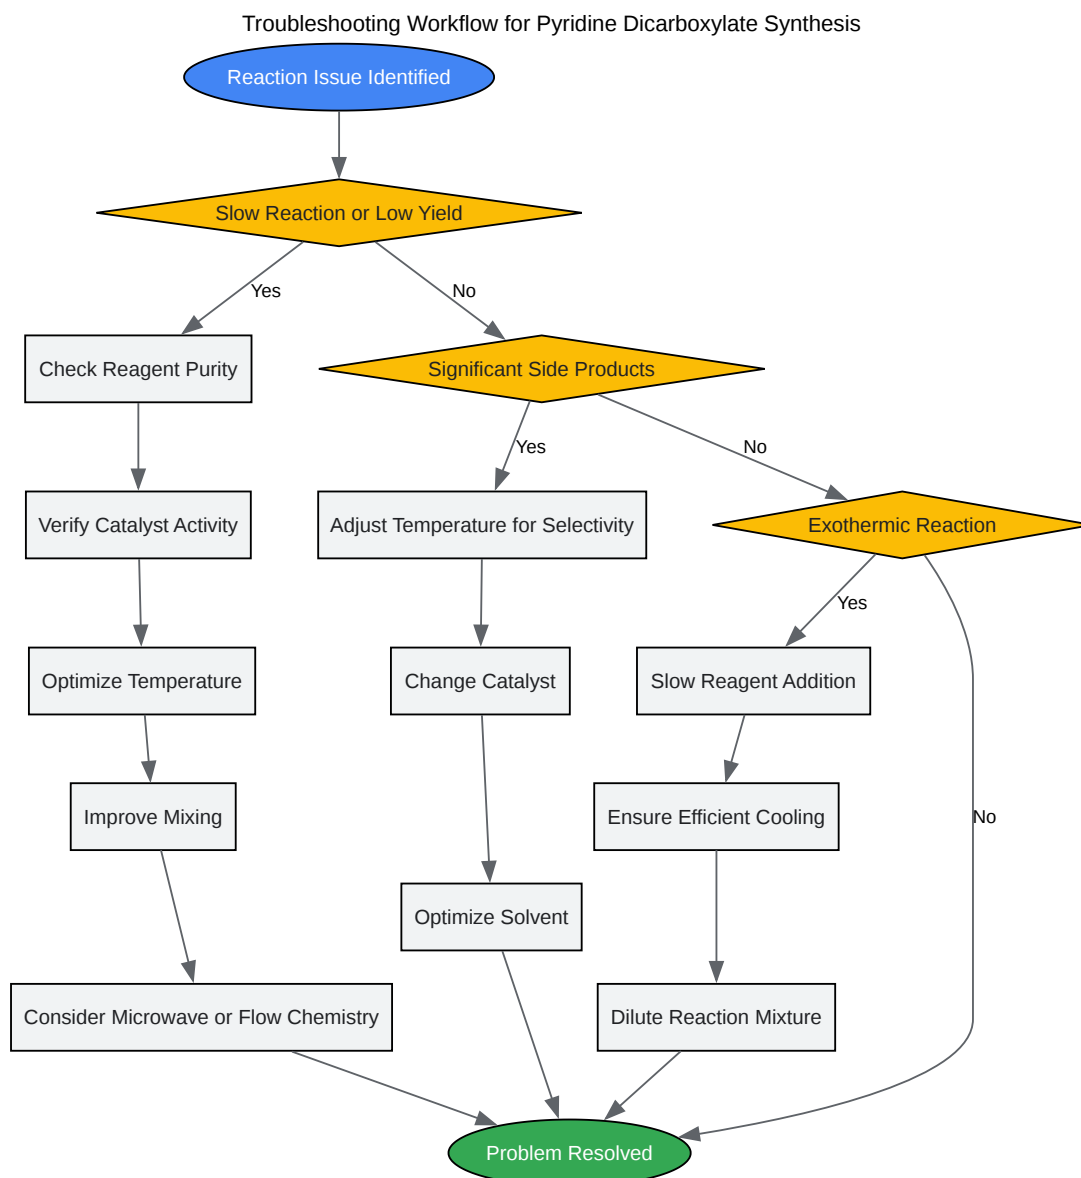 Troubleshooting Workflow for Pyridine Dicarboxylate Synthesis
Reaction Issue Identified
Slow Reaction or Low Yield
Yes
No
Check Reagent Purity
Significant Side Products
Yes
No
Verify Catalyst Activity
Adjust Temperature for Selectivity
Exothermic Reaction
Yes
Optimize Temperature
Change Catalyst
Slow Reagent Addition
Improve Mixing
Ensure Efficient Cooling
No
Optimize Solvent
Consider Microwave or Flow Chemistry
Dilute Reaction Mixture
Problem Resolved